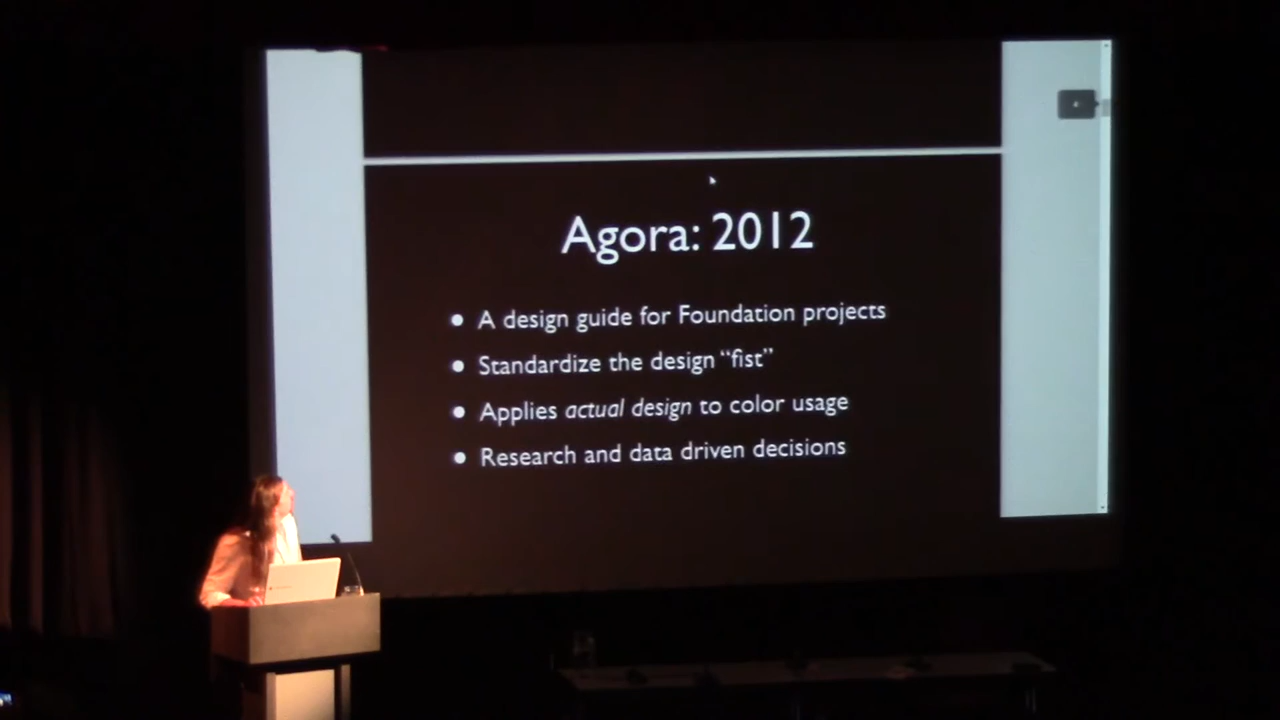 Agora: 2012
• A design guide for Foundation projects
• Standardize the design “fist”
• Applies actual design to color usage
• Research and data driven decisions